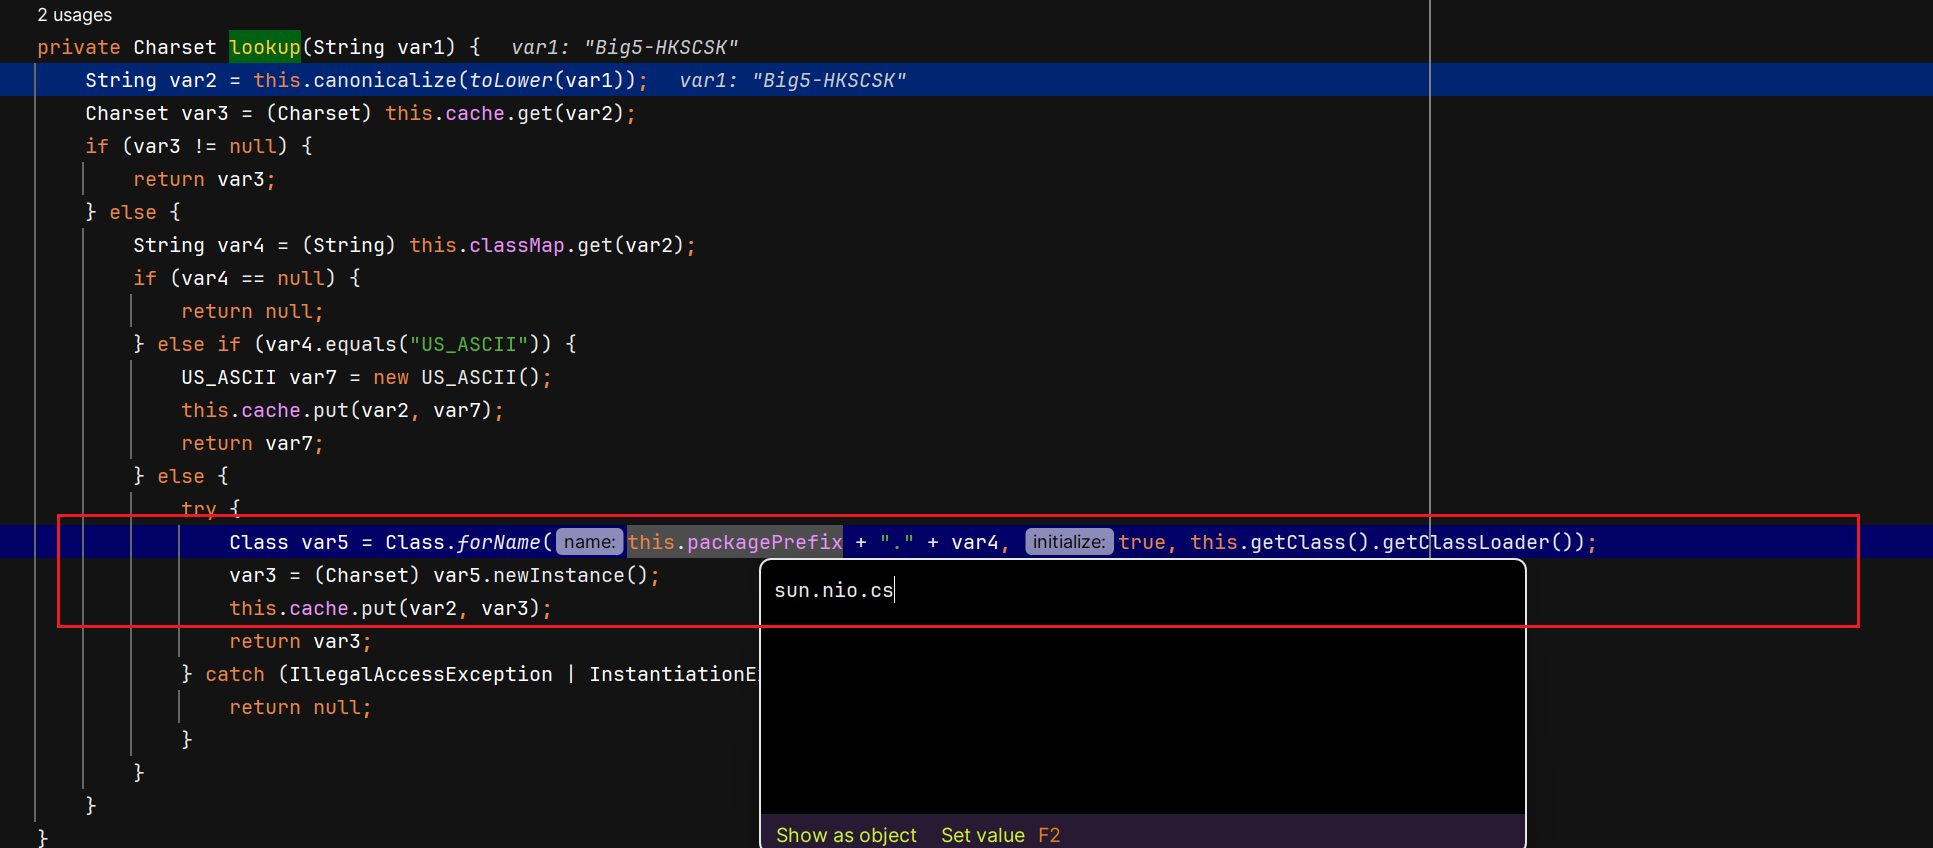 2 usages
private Charset lookup(String var1) {   var1: "Big5-HKSCSK"
String var2 = this.canonicalize(toLower(var1));   var1: "Big5-HKSCSK"
Charset var3 = (Charset) this.cache.get(var2);
if (var3 != null) {
return var3;
} else {
String var4 = (String) this.classMap.get(var2);
if (var4 == null) {
return null;
} else if (var4.equals("US_ASCII")) {
US_ASCII var7 = new US_ASCII();
this.cache.put(var2, var7);
return var7;
} else {
try {
Class var5 = Class.forName( name: this.packagePrefix + "." + var4, initialize: true, this.getClass().getClassLoader());
var3 = (Charset) var5.newInstance();
sun.nio.cs
this.cache.put(var2, var3);
return var3;
} catch (IllegalAccessException |
return null;
}
}
}
}
Show as object   Set value F2